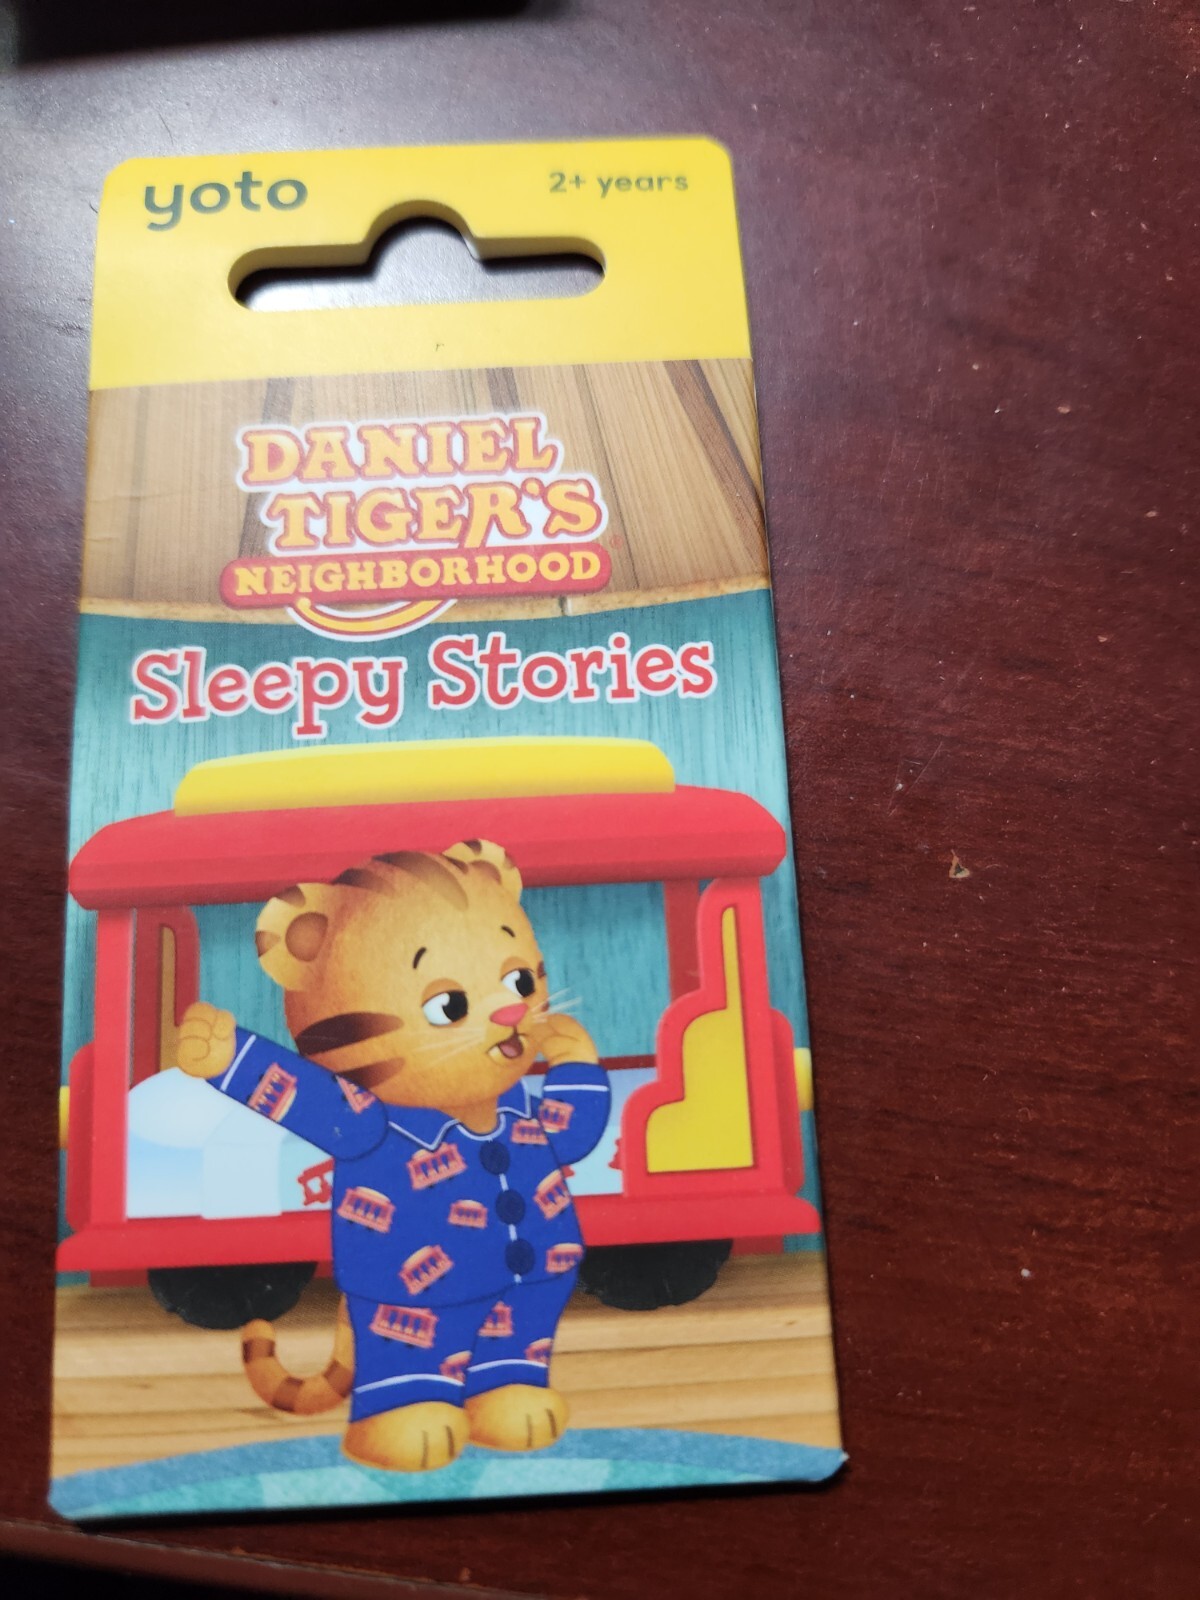 yoto
2+ years
DANIEL
TIGER'S
NEIGHBORHOOD®
Sleepy Stories